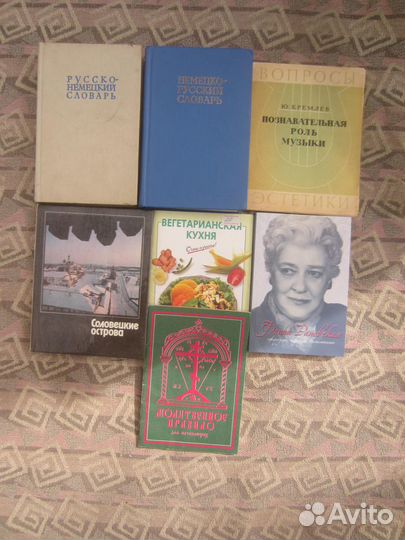 РУССКО-
НЕМЕЦКИЙ
СЛОВАРЬ
НЕМЕЦКО-
РУССКИЙ
СЛОВАРЬ
ВОПРОСЫ
Ю. КРЕМЛЕВ
ПОЗНАВАТЕЛЬНАЯ
РОЛЬ
МУЗЫКИ
ЭСТЕТИКИ
Соловецкие
острова
ВЕГЕТАРИАНСКАЯ
КУХНЯ
МОЛИТВЕННОЕ
ПРАВИЛО
Avito